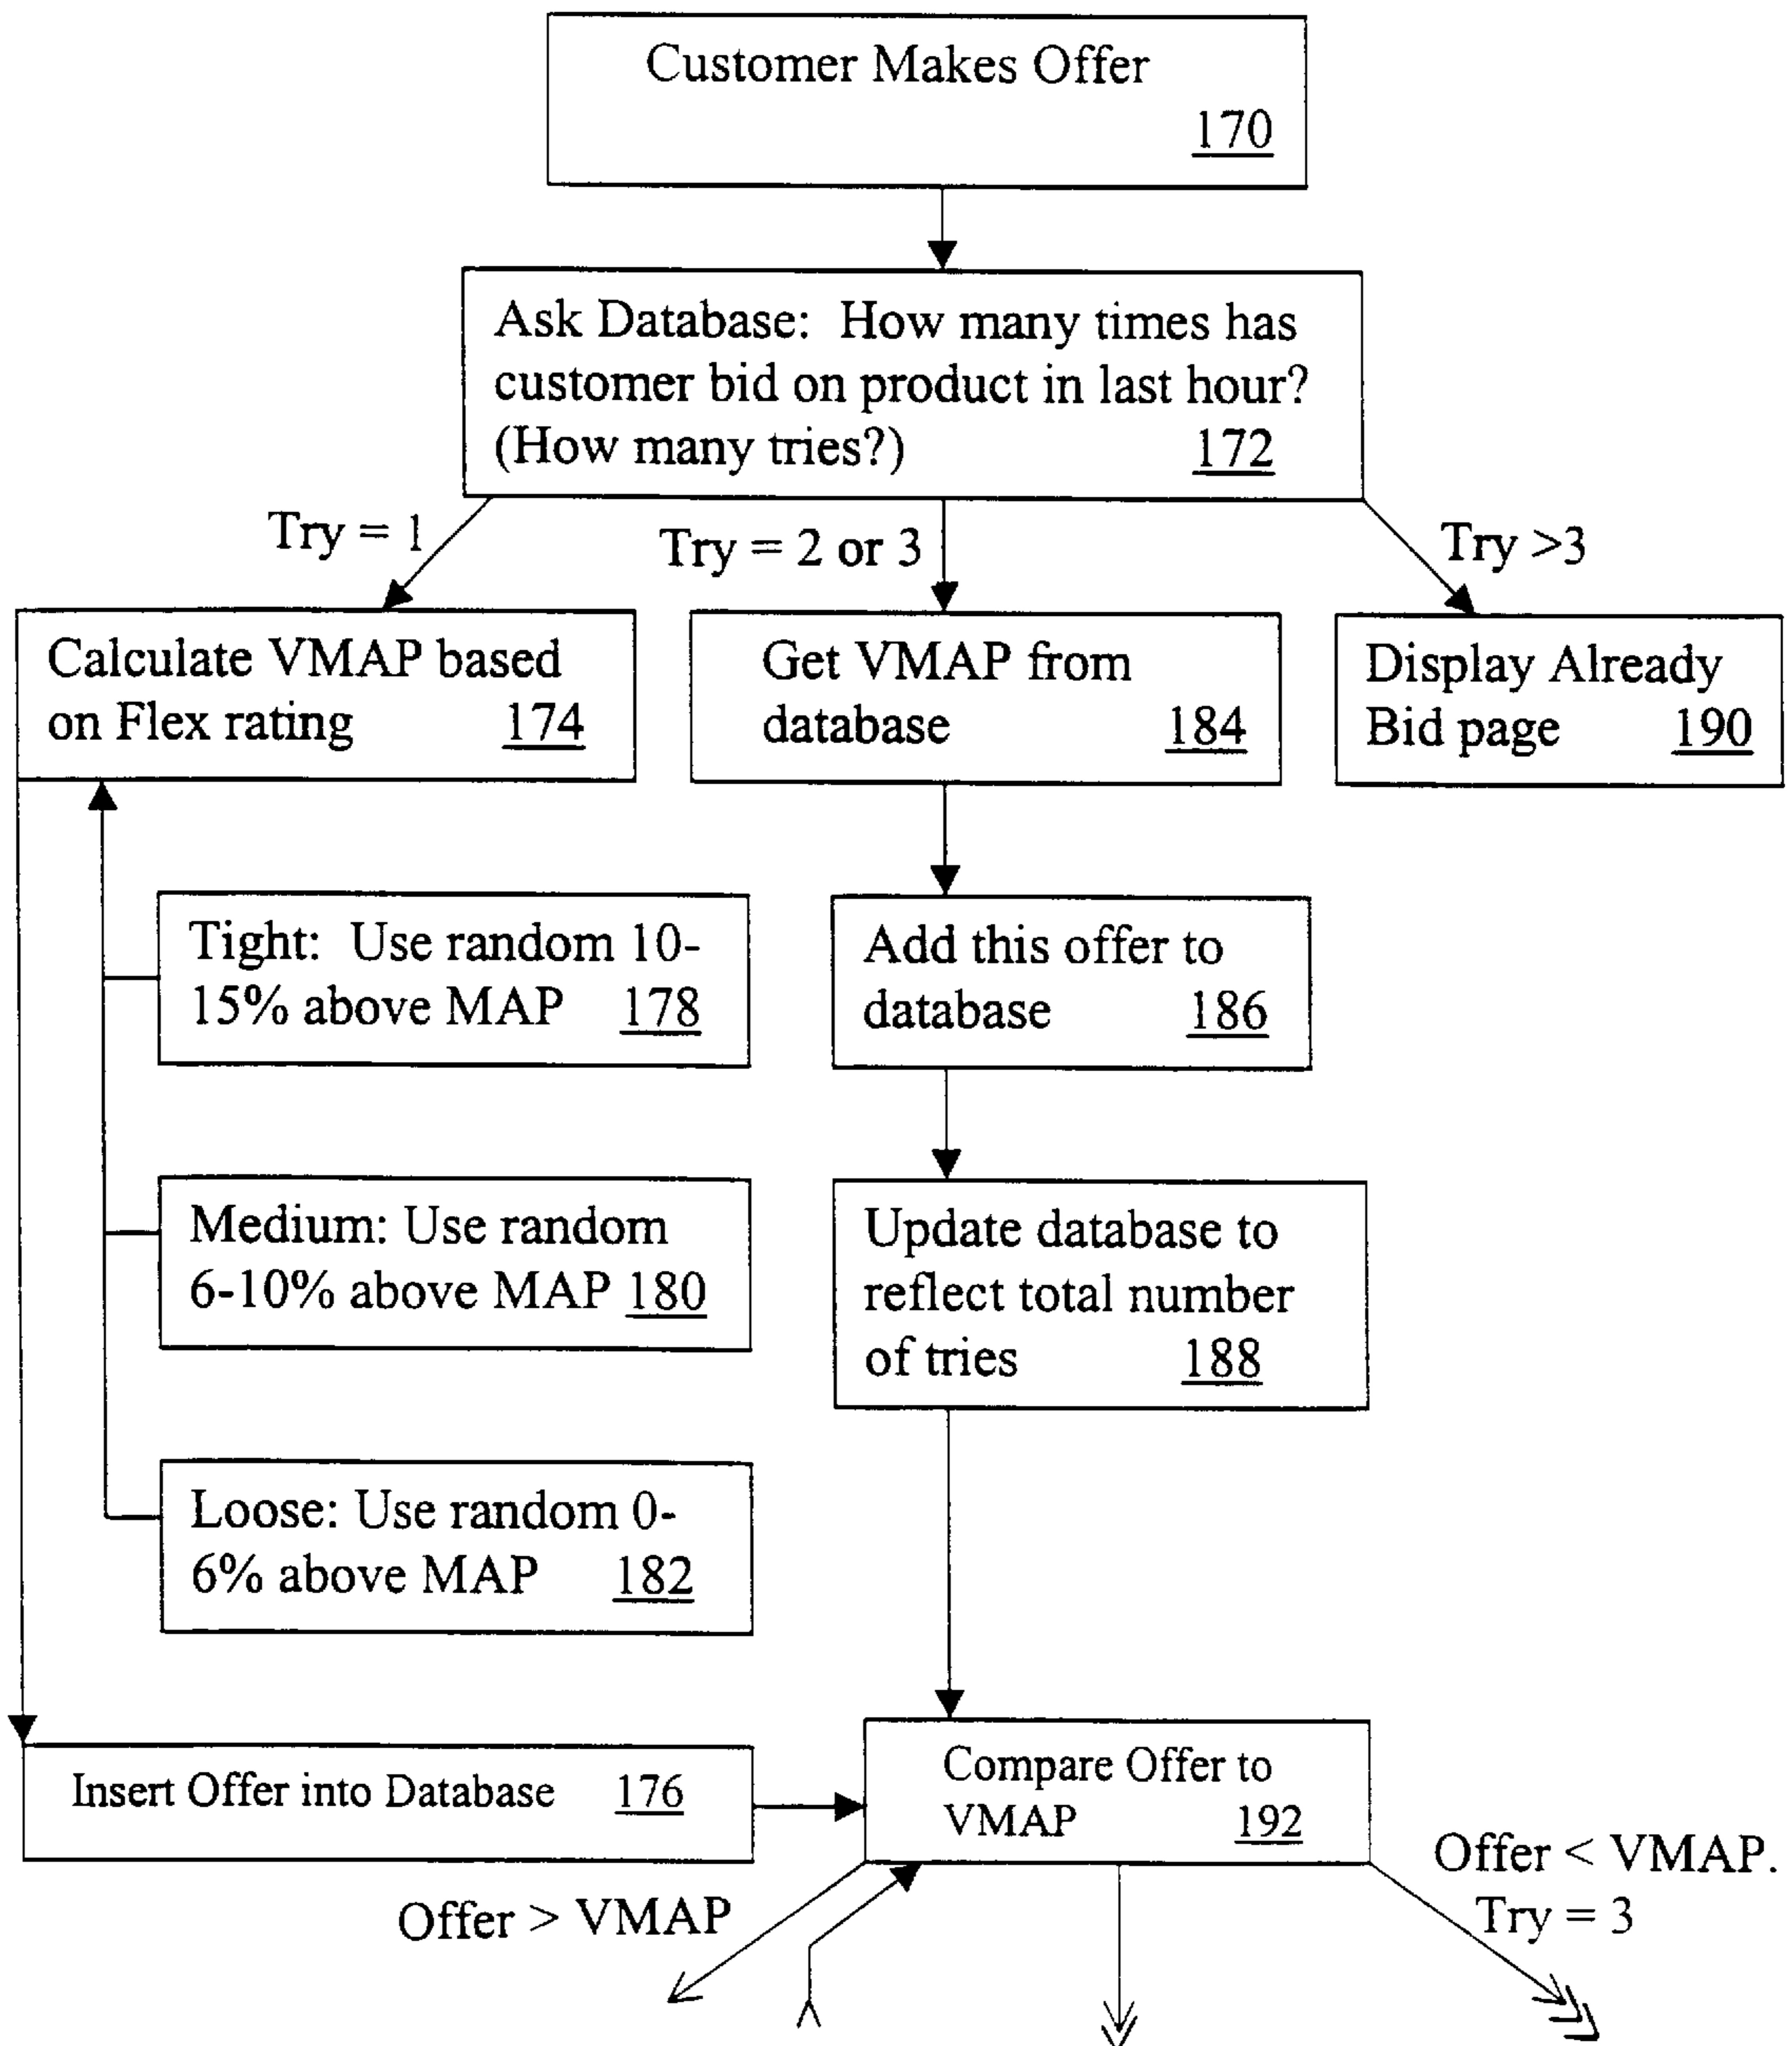 Customer Makes Offer
170
Ask Database:  How many times has
customer bid on product in last hour?
(How many tries?) 172
Try = 1
Try = 2 or 3
Try >3
Calculate VMAP based
on Flex rating 174
Get VMAP from
database 184
Display Already
Bid page 190
Tight:  Use random 10-
15% above MAP 178
Add this offer to
database 186
Medium: Use random
6-10% above MAP 180
Update database to
reflect total number
of tries 188
Loose: Use random 0-
6% above MAP 182
Insert Offer into Database 176
Compare Offer to
VMAP 192
Offer > VMAP
Offer < VMAP.
Try = 3